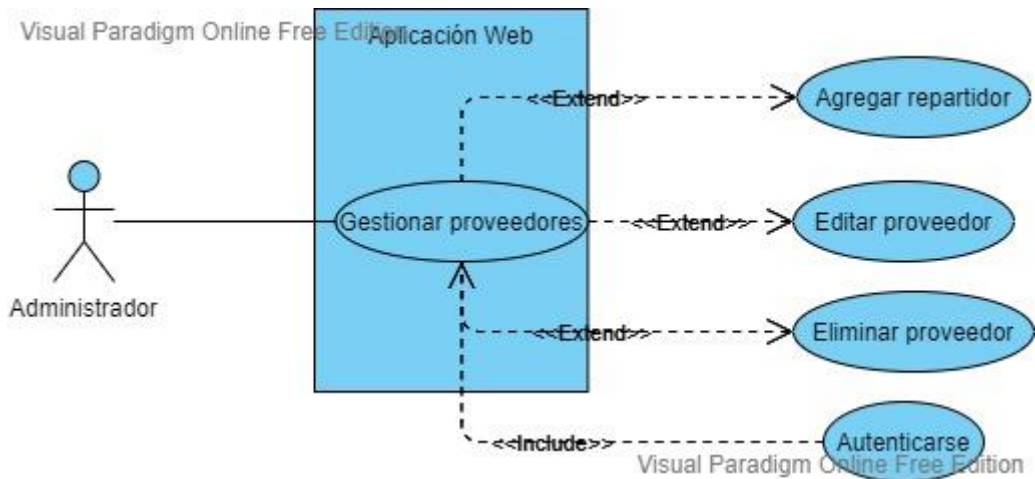 Visual Paradigm Online Free Edition
Aplicación Web
<<Extend>>
Agregar repartidor
Gestionar proveedores
<<Extend>>
Editar proveedor
Administrador
<<Extend>>
Eliminar proveedor
<<Include>>
Autenticarse
Visual Paradigm Online Free Edition